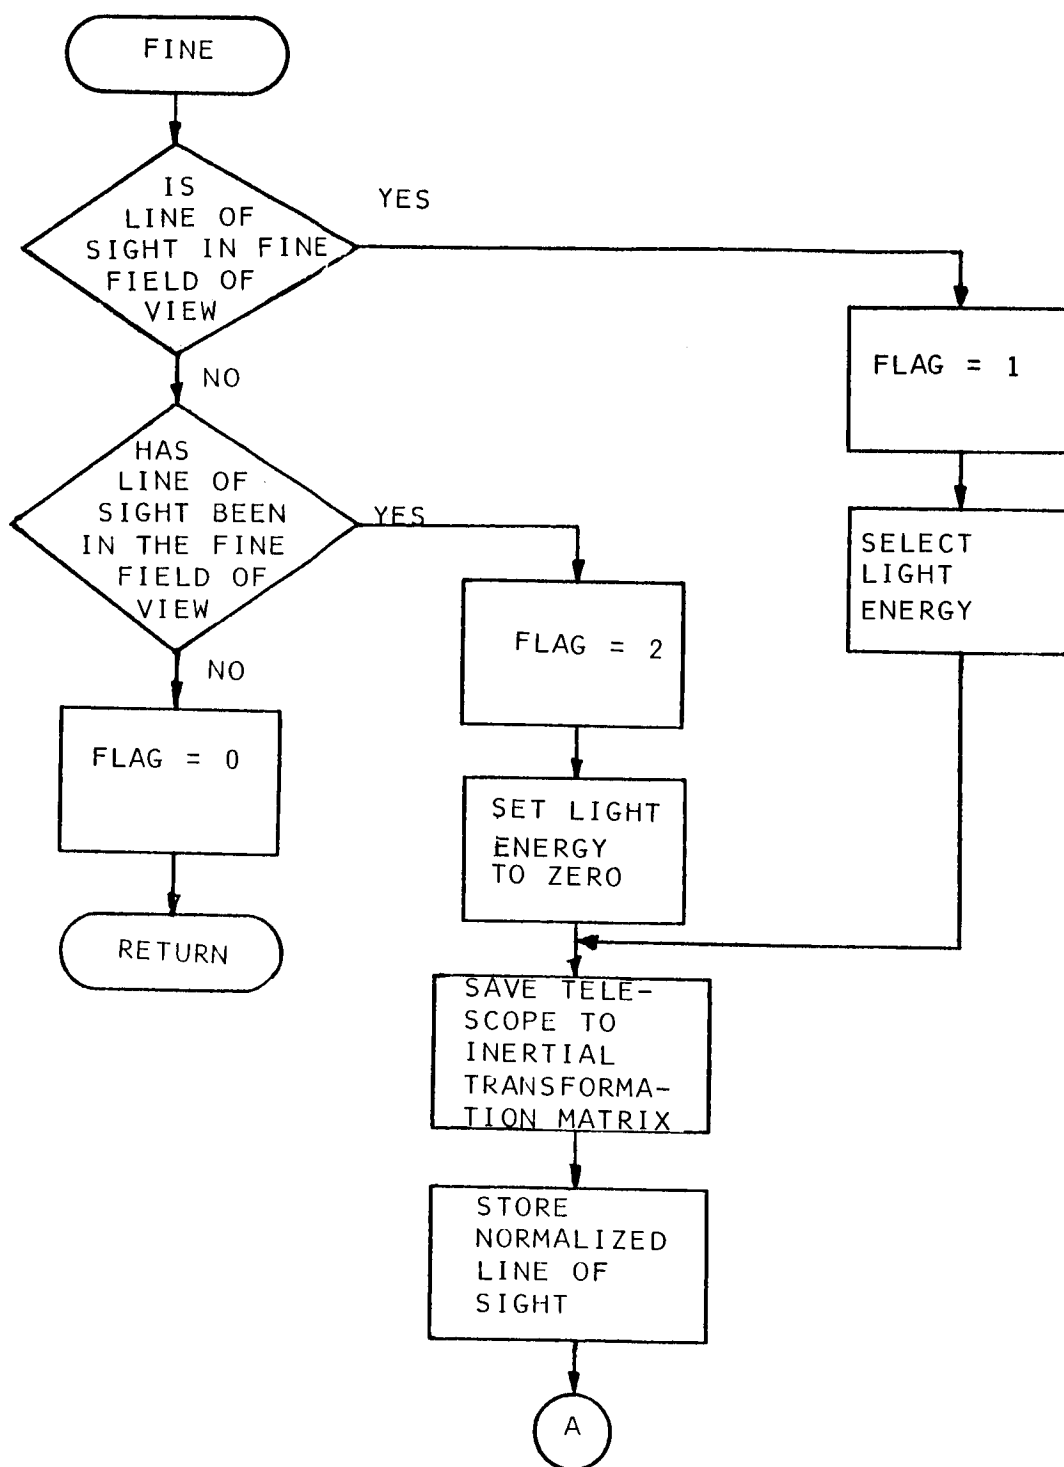 FINE
IS
LINE OF
SIGHT IN FINE
FIELD OF
VIEW
YES
FLAG = 1
SELECT
LIGHT
ENERGY
NO
HAS
LINE OF
SIGHT BEEN
IN THE FINE
FIELD OF
VIEW
YES
FLAG = 2
SET LIGHT
ENERGY
TO ZERO
NO
FLAG = 0
RETURN
SAVE TELE-
SCOPE TO
INERTIAL
TRANSFORMA-
TION MATRIX
STORE
NORMALIZED
LINE OF
SIGHT
A